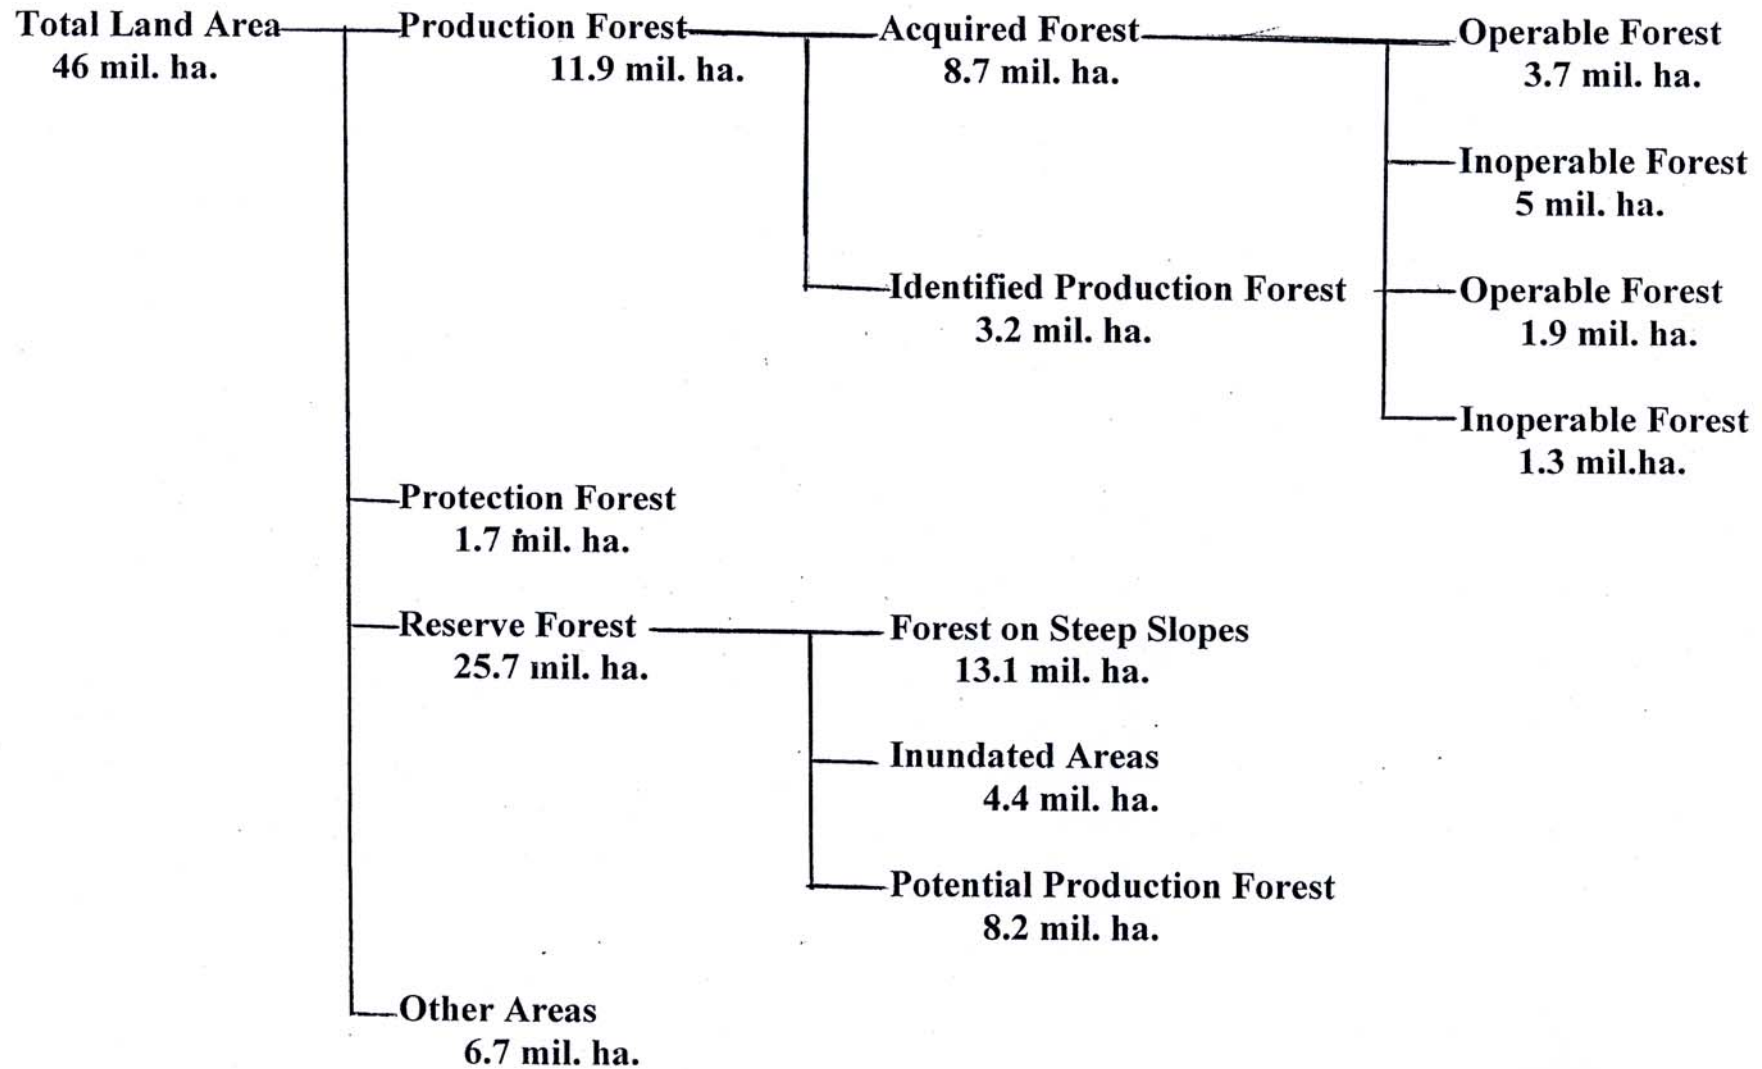 Total Land Area
46 mil. ha.
Production Forest
11.9 mil. ha.
Acquired Forest
8.7 mil. ha.
Operable Forest
3.7 mil. ha.
Inoperable Forest
5 mil. ha.
Identified Production Forest
3.2 mil. ha.
Operable Forest
1.9 mil. ha.
Inoperable Forest
1.3 mil.ha.
Protection Forest
1.7 mil. ha.
Reserve Forest
25.7 mil. ha.
Forest on Steep Slopes
13.1 mil. ha.
Inundated Areas
4.4 mil. ha.
Potential Production Forest
8.2 mil. ha.
Other Areas
6.7 mil. ha.